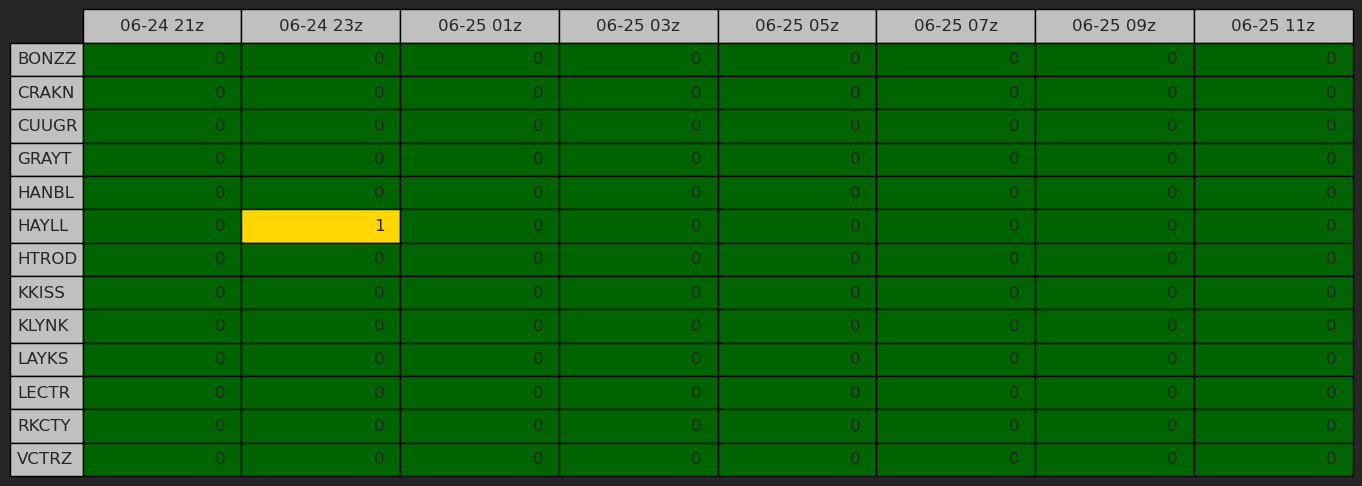 06-24 21z 06-24 23z 06-25 01z 06-25 03z 06-25 05z 06-25 07z 06-25 09z 06-25 11z
BONZZ 0 0 0 0 0 0 0 0
CRAKN 0 0 0 0 0 0 0 0
CUUGR 0 0 0 0 0 0 0 0
GRAYT 0 0 0 0 0 0 0 0
HANBL 0 0 0 0 0 0 0 0
HAYLL 0 1 0 0 0 0 0 0
HTROD 0 0 0 0 0 0 0 0
KKISS 0 0 0 0 0 0 0 0
KLYNK 0 0 0 0 0 0 0 0
LAYKS 0 0 0 0 0 0 0 0
LECTR 0 0 0 0 0 0 0 0
RKCTY 0 0 0 0 0 0 0 0
VCTRZ 0 0 0 0 0 0 0 0